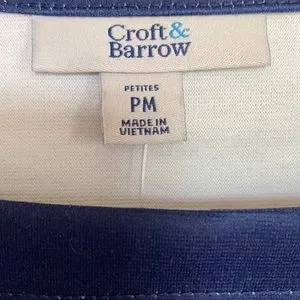 Croft&
Barrow
PETITES
PM
MADE IN
VIETNAM